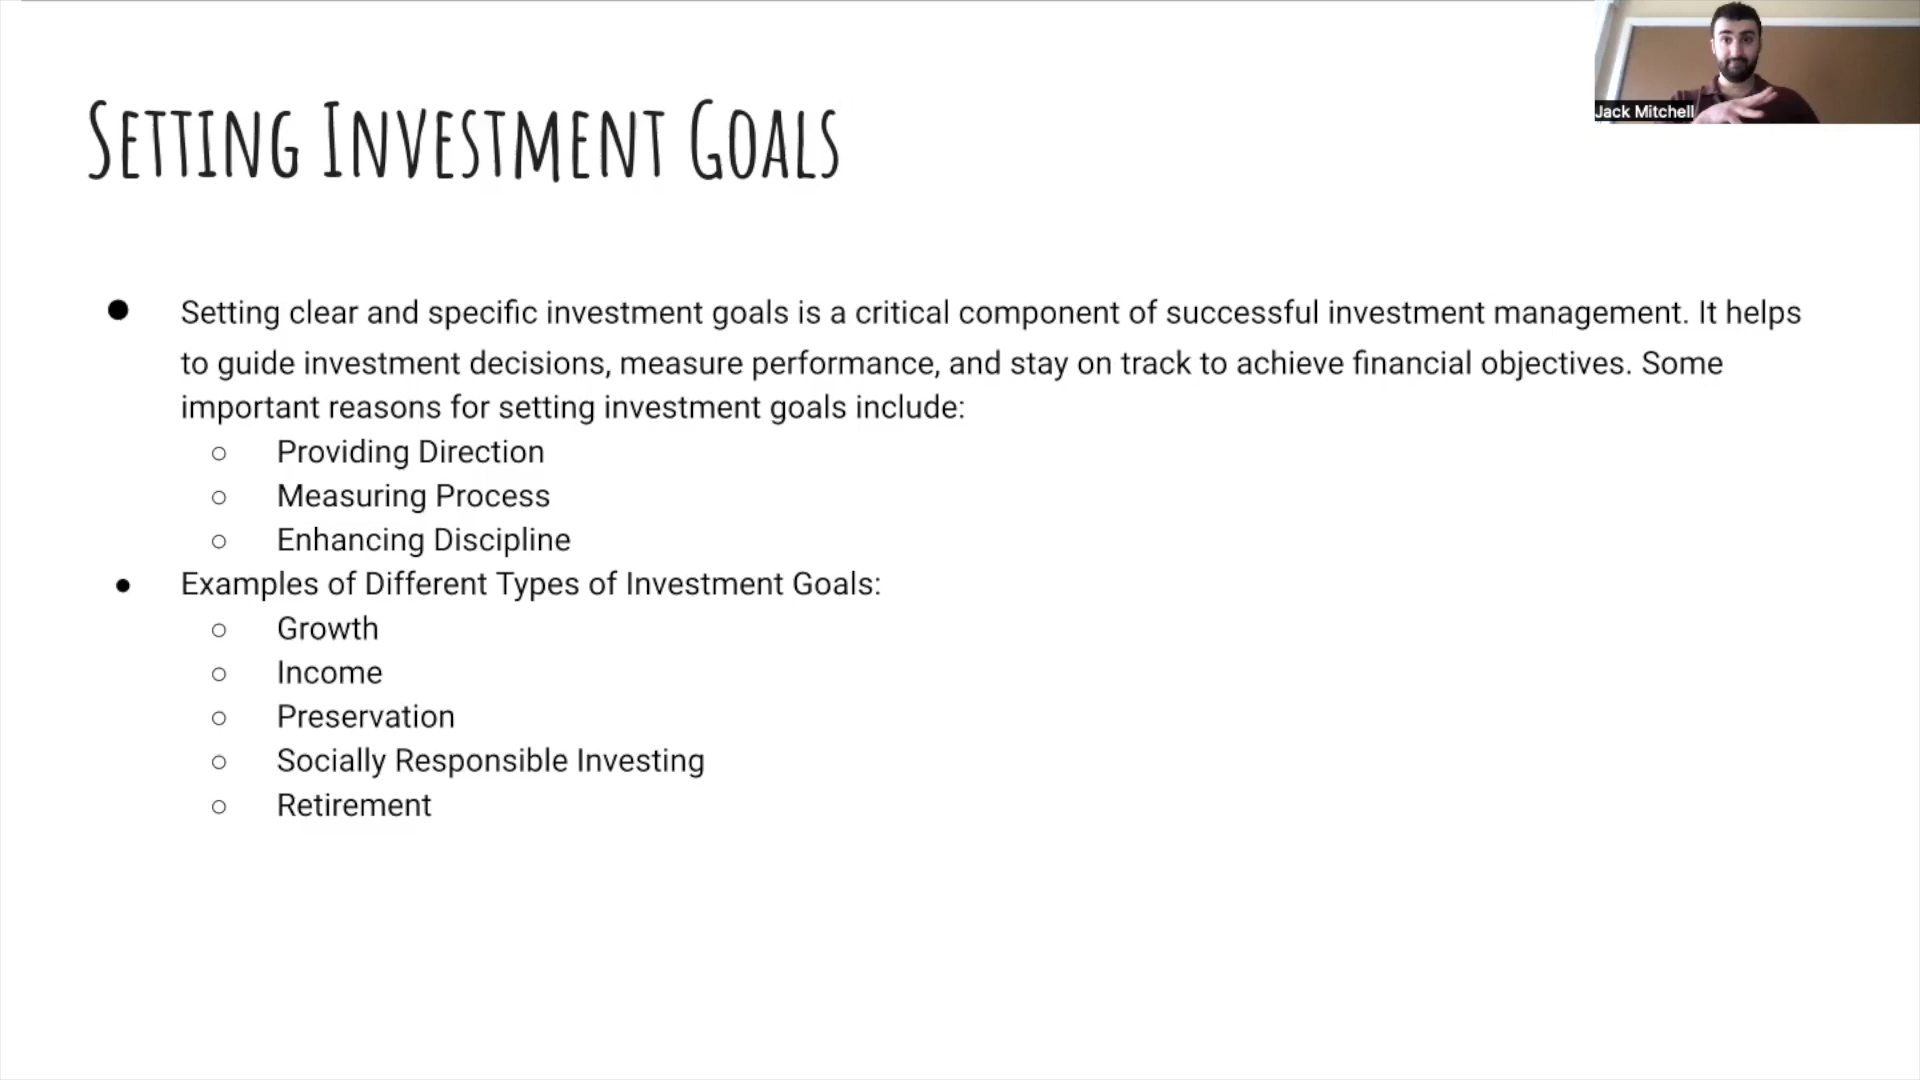 Jack Mitchell
Setting Investment Goals
● Setting clear and specific investment goals is a critical component of successful investment management. It helps
to guide investment decisions, measure performance, and stay on track to achieve financial objectives. Some
important reasons for setting investment goals include:
○ Providing Direction
○ Measuring Process
○ Enhancing Discipline
● Examples of Different Types of Investment Goals:
○ Growth
○ Income
○ Preservation
○ Socially Responsible Investing
○ Retirement